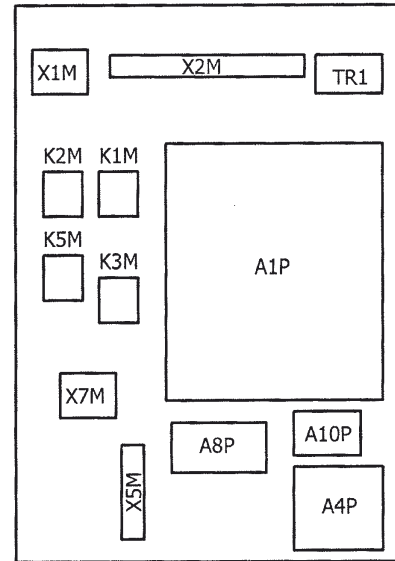 X1M
X2M
TR1
K2M K1M
K5M
K3M
A1P
X7M
A8P
A10P
X5M
A4P